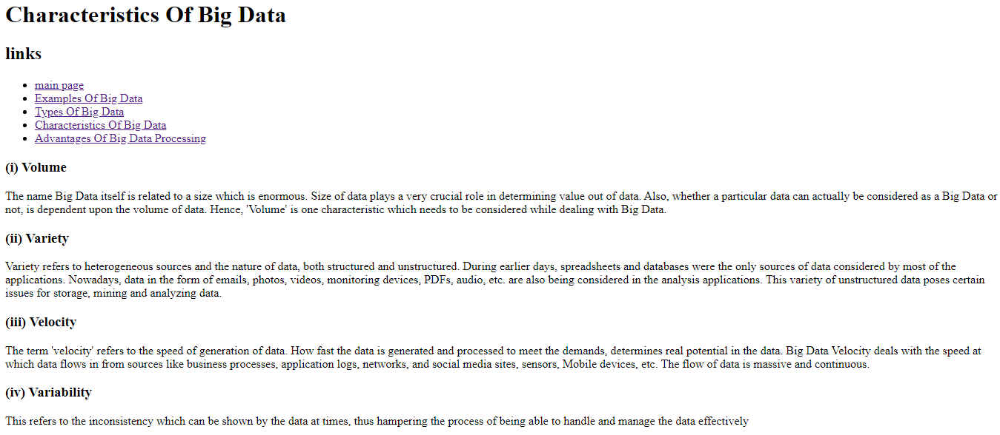 Characteristics Of Big Data
links
main page
Examples Of Big Data
Types Of Big Data
Characteristics Of Big Data
Advantages Of Big Data Processing
(i) Volume
The name Big Data itself is related to a size which is enormous. Size of data plays a very crucial role in determining value out of data. Also, whether a particular data can actually be considered as a Big Data or
not, is dependent upon the volume of data. Hence, 'Volume' is one characteristic which needs to be considered while dealing with Big Data.
(ii) Variety
Variety refers to heterogeneous sources and the nature of data, both structured and unstructured. During earlier days, spreadsheets and databases were the only sources of data considered by most of the
applications. Nowadays, data in the form of emails, photos, videos, monitoring devices, PDFs, audio, etc. are also being considered in the analysis applications. This variety of unstructured data poses certain
issues for storage, mining and analyzing data.
(iii) Velocity
The term 'velocity' refers to the speed of generation of data. How fast the data is generated and processed to meet the demands, determines real potential in the data. Big Data Velocity deals with the speed at
which data flows in from sources like business processes, application logs, networks, and social media sites, sensors, Mobile devices, etc. The flow of data is massive and continuous.
(iv) Variability
This refers to the inconsistency which can be shown by the data at times, thus hampering the process of being able to handle and manage the data effectively